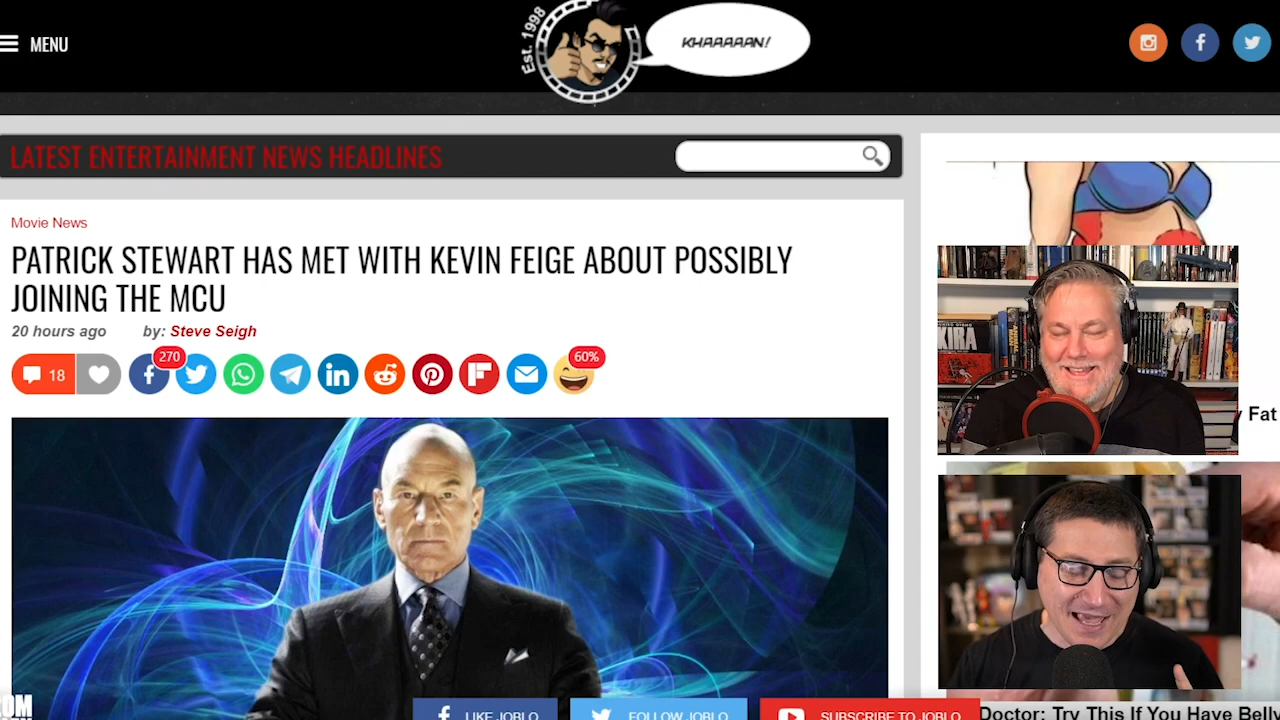 MENU
Est. 1998
KHAAAAAN!
LATEST ENTERTAINMENT NEWS HEADLINES
Movie News
PATRICK STEWART HAS MET WITH KEVIN FEIGE ABOUT POSSIBLY
JOINING THE MCU
20 hours ago by: Steve Seigh
18
270
60%
AKIRA
Fat
LIKE JOBLO
FOLLOW JOBLO
SUBSCRIBE TO JOBLO
Doctor: Try This If You Have Belly